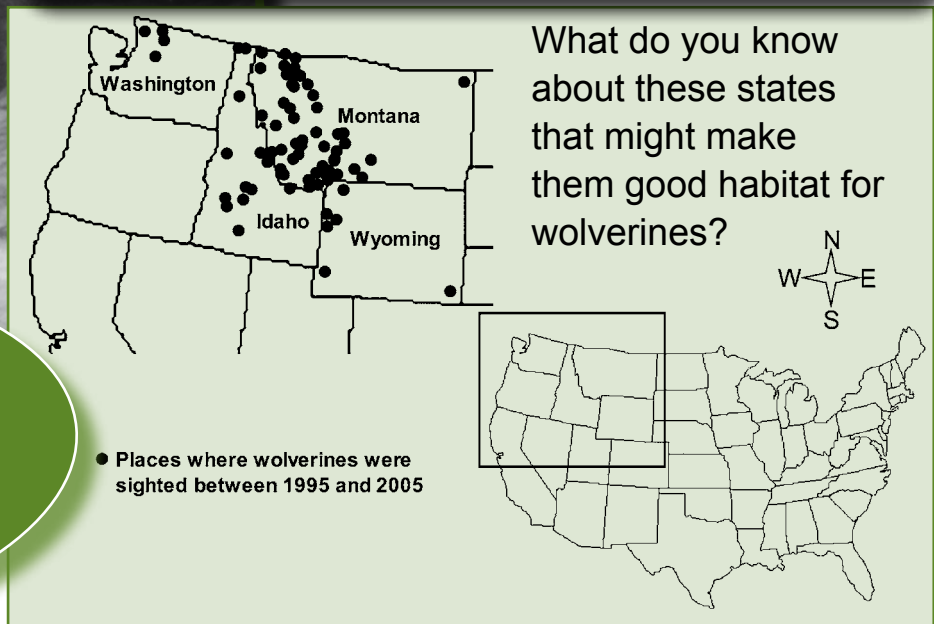 What do you know
about these states
that might make
them good habitat for
wolverines?
Washington
Montana
Idaho
Wyoming
N
W E
S
Places where wolverines were
sighted between 1995 and 2005